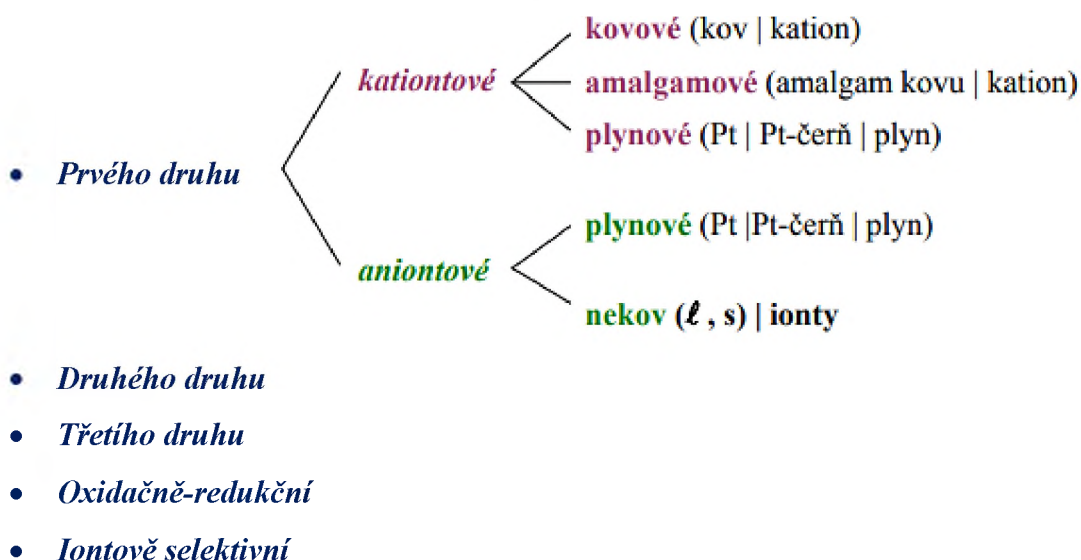 kovové (kov | kation)
kationtové
amalgamové (amalgam kovu | kation)
plynové (Pt | Pt-čerň | plyn)
• Prvého druhu
plynové (Pt |Pt-čerň | plyn)
aniontové
nekov (ℓ , s) | ionty
• Druhého druhu
• Třetího druhu
• Oxidačně-redukční
• Iontově selektivní